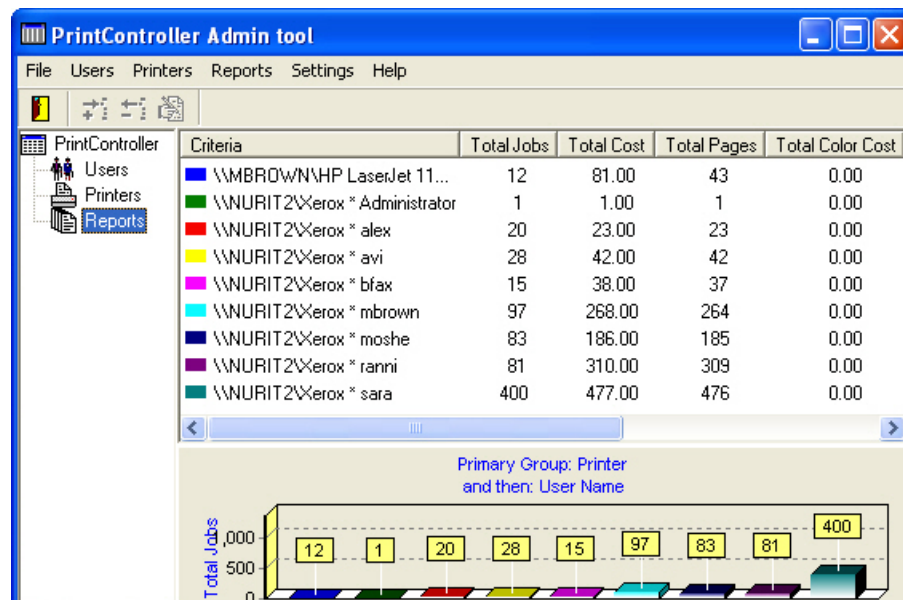 PrintController Admin tool
File Users Printers Reports Settings Help
PrintController
Users
Printers
Reports
Criteria Total Jobs Total Cost Total Pages Total Color Cost
\\MBROWN\HP LaserJet 11... 12 81.00 43 0.00
\\NURIT2\Xerox * Administrator 1 1.00 1 0.00
\\NURIT2\Xerox * alex 20 23.00 23 0.00
\\NURIT2\Xerox * avi 28 42.00 42 0.00
\\NURIT2\Xerox * bfax 15 38.00 37 0.00
\\NURIT2\Xerox * mbrown 97 268.00 264 0.00
\\NURIT2\Xerox * moshe 83 186.00 185 0.00
\\NURIT2\Xerox * ranni 81 310.00 309 0.00
\\NURIT2\Xerox * sara 400 477.00 476 0.00
Primary Group: Printer
and then: User Name
Total Jobs
1,000
500
0
12 1 20 28 15 97 83 81 400